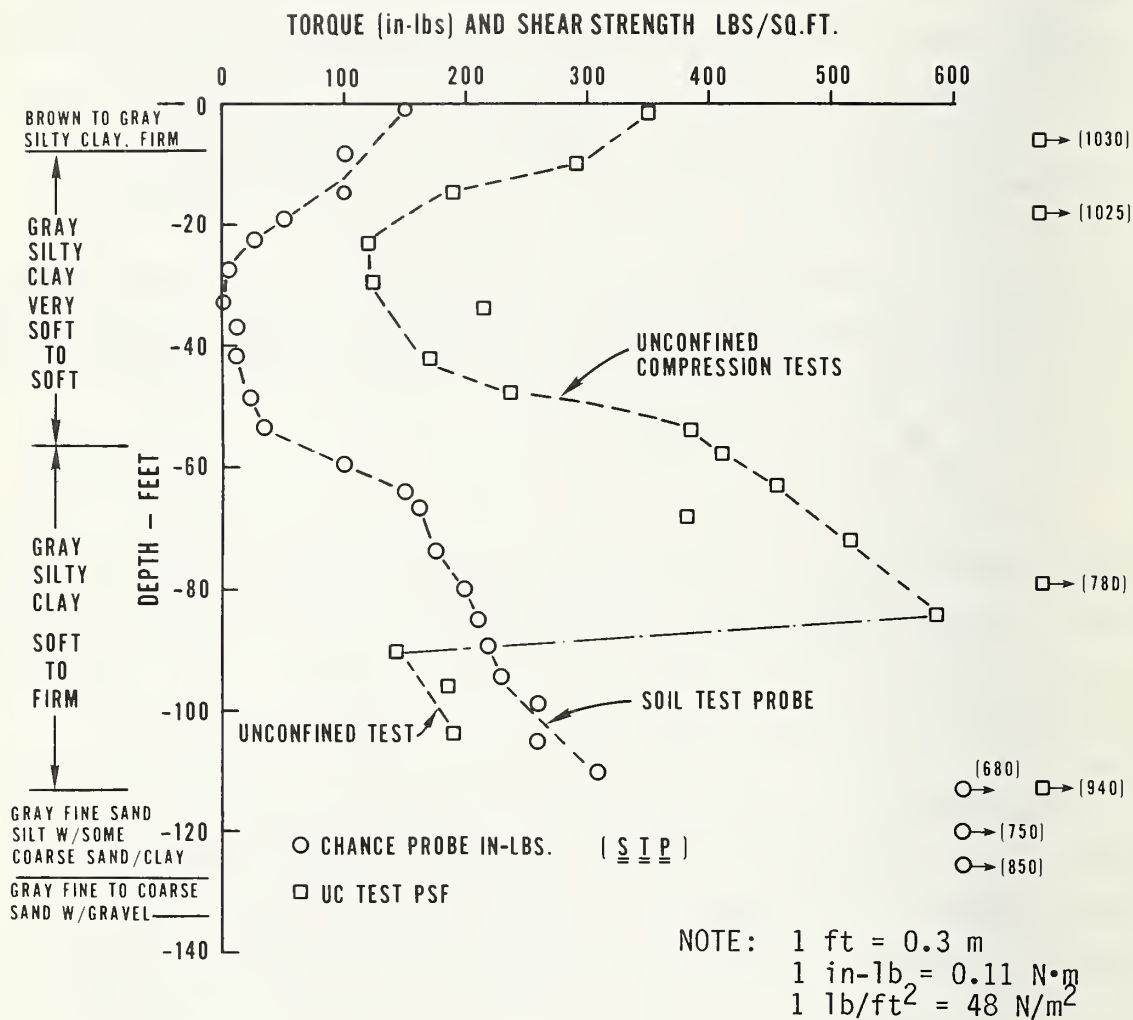 TORQUE (in-lbs) AND SHEAR STRENGTH LBS/SQ.FT.
0 100 200 300 400 500 600
0
-20
-40
-60
-80
-100
-120
-140
DEPTH – FEET
BROWN TO GRAY
SILTY CLAY, FIRM
GRAY
SILTY
CLAY
VERY
SOFT
TO
SOFT
GRAY
SILTY
CLAY
SOFT
TO
FIRM
GRAY FINE SAND
SILT W/SOME
COARSE SAND/CLAY
GRAY FINE TO COARSE
SAND W/GRAVEL
(1030)
(1025)
UNCONFINED
COMPRESSION TESTS
(780)
SOIL TEST PROBE
UNCONFINED TEST
(680)
(940)
(750)
(850)
CHANCE PROBE IN-LBS. (S T P)
UC TEST PSF
NOTE: 1 ft = 0.3 m
1 in-lb = 0.11 N•m
1 lb/ft² = 48 N/m²